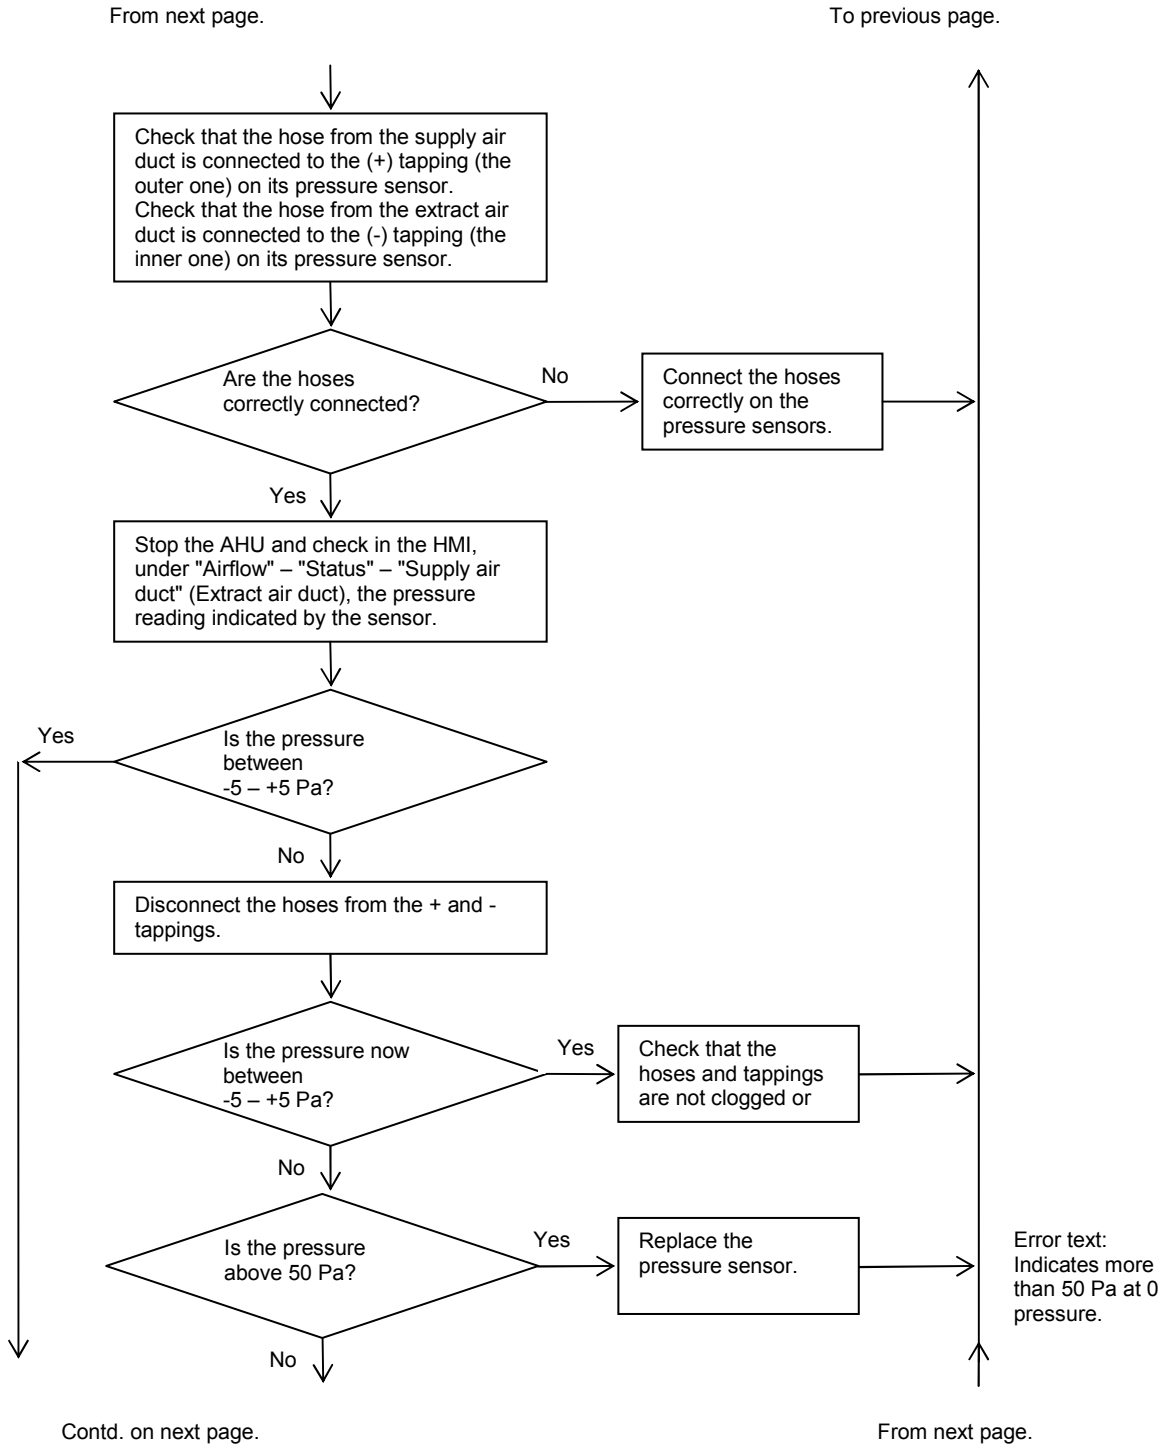 From next page.
To previous page.
Check that the hose from the supply air
duct is connected to the (+) tapping (the
outer one) on its pressure sensor.
Check that the hose from the extract air
duct is connected to the (-) tapping (the
inner one) on its pressure sensor.
Are the hoses
correctly connected?
No
Connect the hoses
correctly on the
pressure sensors.
Yes
Stop the AHU and check in the HMI,
under "Airflow" – "Status" – "Supply air
duct" (Extract air duct), the pressure
reading indicated by the sensor.
Yes
Is the pressure
between
-5 – +5 Pa?
No
Disconnect the hoses from the + and -
tappings.
Is the pressure now
between
-5 – +5 Pa?
Yes
Check that the
hoses and tappings
are not clogged or
No
Is the pressure
above 50 Pa?
Yes
Replace the
pressure sensor.
Error text:
Indicates more
than 50 Pa at 0
pressure.
No
Contd. on next page.
From next page.